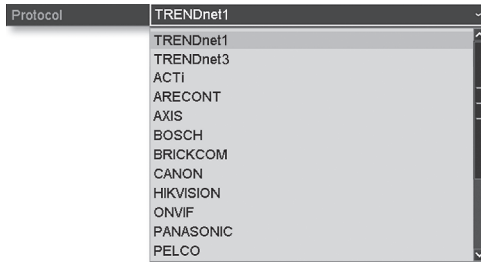 Protocol TRENDnet1
TRENDnet1
TRENDnet3
ACTi
ARECONT
AXIS
BOSCH
BRICKCOM
CANON
HIKVISION
ONVIF
PANASONIC
PELCO